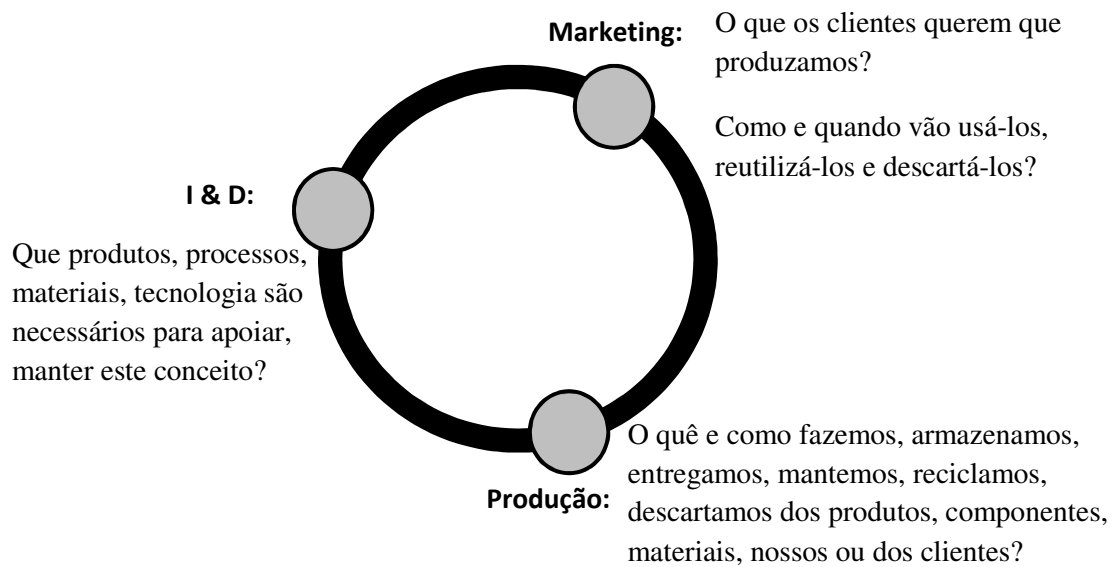 Marketing:
O que os clientes querem que
produzamos?
Como e quando vão usá-los,
reutilizá-los e descartá-los?
I & D:
Que produtos, processos,
materiais, tecnologia são
necessários para apoiar,
manter este conceito?
Produção:
O quê e como fazemos, armazenamos,
entregamos, mantemos, reciclamos,
descartamos dos produtos, componentes,
materiais, nossos ou dos clientes?